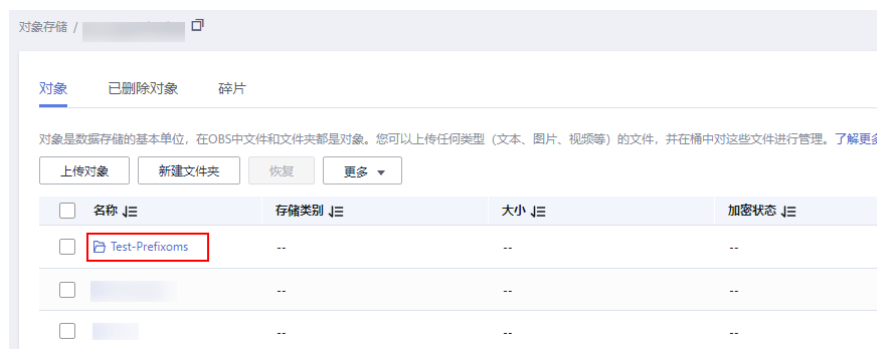 对象存储 /
对象 已删除对象 碎片
对象是数据存储的基本单位，在OBS中文件和文件夹都是对象。您可以上传任何类型（文本、图片、视频等）的文件，并在桶中对这些文件进行管理。了解更多
上传对象 新建文件夹 恢复 更多
名称 存储类别 大小 加密状态
Test-Prefixoms -- -- --
-- -- --
-- -- --